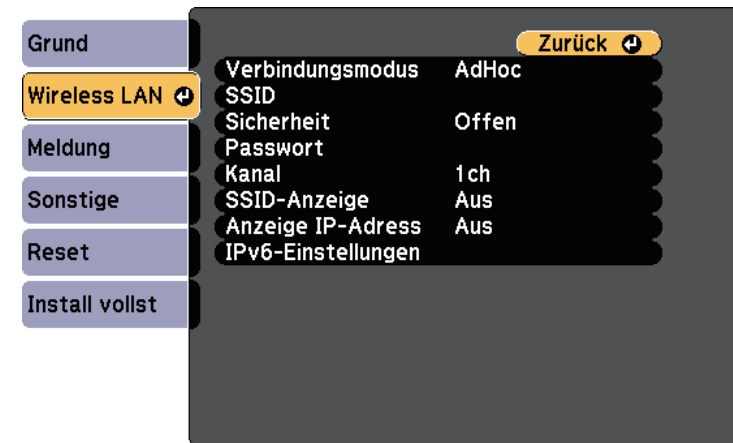 Grund
Wireless LAN
Meldung
Sonstige
Reset
Install vollst
Zurück
Verbindungsmodus AdHoc
SSID
Sicherheit Offen
Passwort
Kanal 1ch
SSID-Anzeige Aus
Anzeige IP-Adress Aus
IPv6-Einstellungen